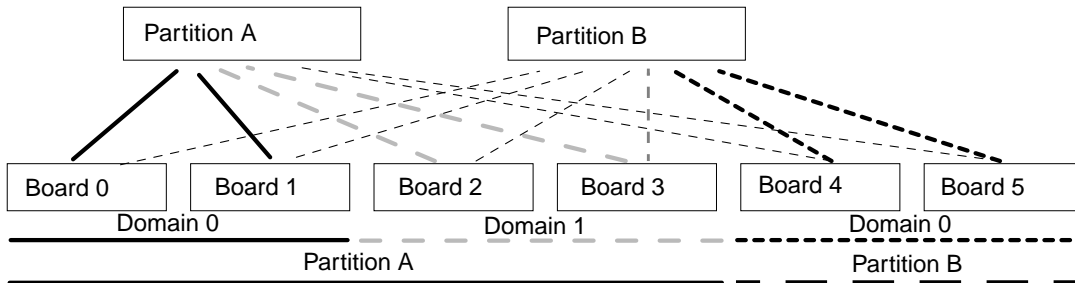 Partition A
Partition B
Board 0
Board 1
Board 2
Board 3
Board 4
Board 5
Domain 0
Domain 1
Domain 0
Partition A
Partition B